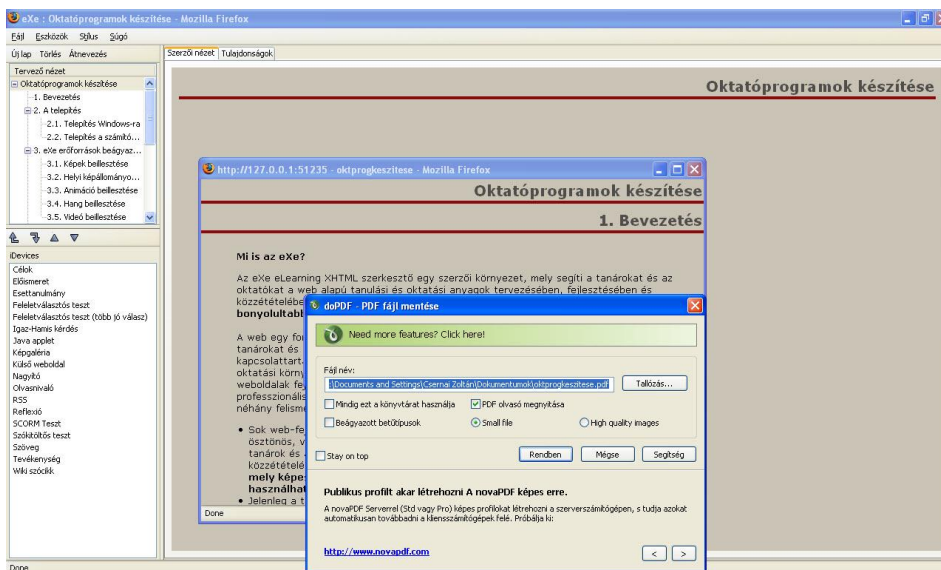 eXe : Oktatóprogramok készítése - Mozilla Firefox
Fájl Eszközök Stílus Súgó
Új lap Törlés Átnevezés
Szerzői nézet Tulajdonságok
Tervező nézet
Oktatóprogramok készítése
1. Bevezetés
2. A telepítés
2.1. Telepítés Windows-ra
2.2. Telepítés a számító...
3. eXe erőforrások beágyaz...
3.1. Képek beillesztése
3.2. Helyi képállományo...
3.3. Animáció beillesztése
3.4. Hang beillesztése
3.5. Videó beillesztése
iDevices
Célok
Előismeret
Esettanulmány
Feleletválasztós teszt
Feleletválasztós teszt (több jó válasz)
Igaz-Hamis kérdés
Java applet
Képgaléria
Külső weboldal
Nagyító
Olvasnivaló
RSS
Reflexió
SCORM Teszt
Szókitöltős teszt
Szöveg
Tevékenység
Wiki szócikk
Done
Oktatóprogramok készítése
http://127.0.0.1:51235 - oktprogkeszitese - Mozilla Firefox
Oktatóprogramok készítése
1. Bevezetés
Mi is az eXe?
Az eXe eLearning XHTML szerkesztő egy szerzői környezet, mely segíti a tanárokat és az
oktatókat a web alapú tanulási és oktatási anyagok tervezésében, fejlesztésében és
közzétételébe
bonyolultabb
A web egy for
tanárokat és
kapcsolattart
oktatási körny
weboldalak fej
professzionális
néhány felismé
• Sok web-fe
ösztönös, v
tanárok és
közzétételé
mely képes
használhat
• Jelenleg a t
Done
doPDF - PDF fájl mentése
Need more features? Click here!
Fájl név:
:\Documents and Settings\Csernai Zoltán\Dokumentumok\oktprogkeszitese.pdf
Tallózás...
Mindig ezt a könyvtárat használja PDF olvasó megnyitása
Beágyazott betűtípusok Small file High quality images
Stay on top Rendben Mégse Segítség
Publikus profilt akar létrehozni A novaPDF képes erre.
A novaPDF Serverrel (Std vagy Pro) képes profilokat létrehozni a szerverszámítógépen, s tudja azokat
automatikusan továbbadni a kliensszámítógépek felé. Próbálja ki:
http://www.novapdf.com
< >